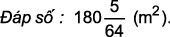 Đáp số : 180 5/64 (m²).